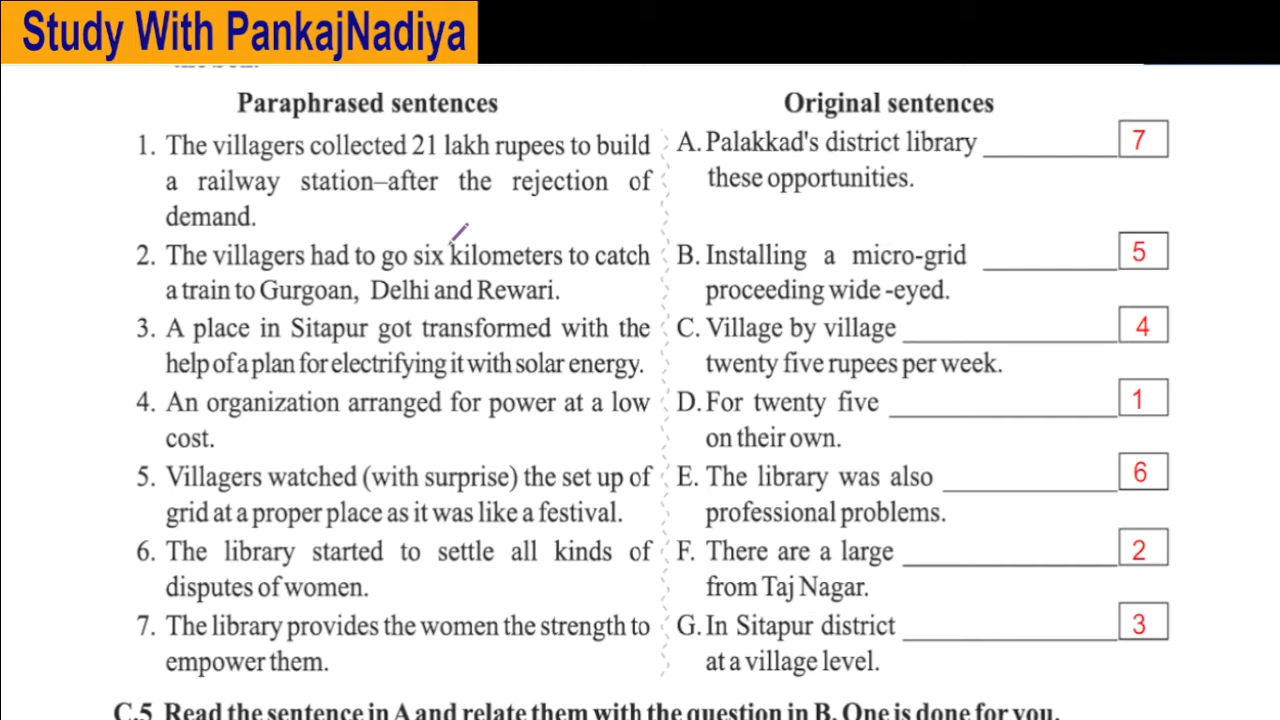 Study With PankajNadiya
Paraphrased sentences
Original sentences
1. The villagers collected 21 lakh rupees to build
a railway station–after the rejection of
demand.
2. The villagers had to go six kilometers to catch
a train to Gurgoan, Delhi and Rewari.
3. A place in Sitapur got transformed with the
help of a plan for electrifying it with solar energy.
4. An organization arranged for power at a low
cost.
5. Villagers watched (with surprise) the set up of
grid at a proper place as it was like a festival.
6. The library started to settle all kinds of
disputes of women.
7. The library provides the women the strength to
empower them.
A. Palakkad's district library __________ 7
these opportunities.
B. Installing a micro-grid __________ 5
proceeding wide -eyed.
C. Village by village __________ 4
twenty five rupees per week.
D. For twenty five __________ 1
on their own.
E. The library was also __________ 6
professional problems.
F. There are a large __________ 2
from Taj Nagar.
G. In Sitapur district __________ 3
at a village level.
C.5 Read the sentence in A and relate them with the question in B. One is done for you.